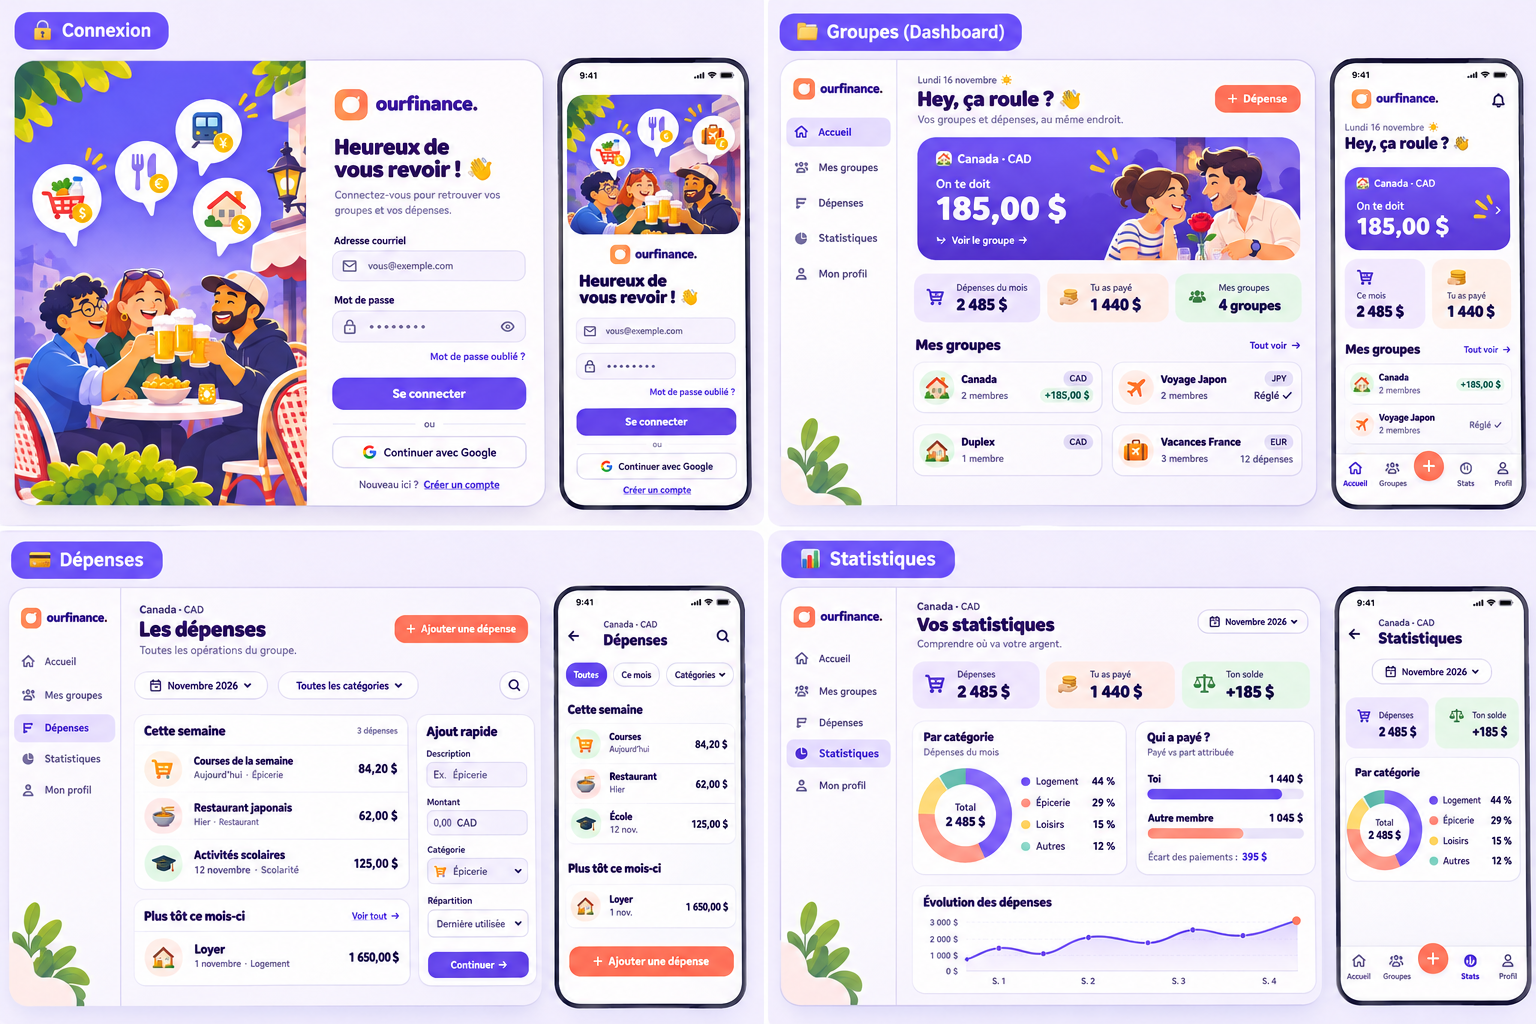 Connexion
¥
€
$
$
ourfinance.
Heureux de
vous revoir !
Connectez-vous pour retrouver vos
groupes et vos dépenses.
Adresse courriel
vous@exemple.com
Mot de passe
Mot de passe oublié ?
Se connecter
ou
Continuer avec Google
Nouveau ici ? Créer un compte
9:41
ourfinance.
Heureux de
vous revoir !
vous@exemple.com
Mot de passe oublié ?
Se connecter
ou
Continuer avec Google
Créer un compte
Groupes (Dashboard)
ourfinance.
Accueil
Mes groupes
Dépenses
Statistiques
Mon profil
Lundi 16 novembre
Hey, ça roule ?
Vos groupes et dépenses, au même endroit.
+ Dépense
Canada · CAD
On te doit
185,00 $
Voir le groupe →
Dépenses du mois
2 485 $
Tu as payé
1 440 $
Mes groupes
4 groupes
Mes groupes
Tout voir →
Canada
CAD
2 membres
+185,00 $
Voyage Japon
JPY
2 membres
Réglé ✓
Duplex
CAD
1 membre
Vacances France
EUR
3 membres
12 dépenses
9:41
ourfinance.
Lundi 16 novembre
Hey, ça roule ?
Canada · CAD
On te doit
185,00 $
Ce mois
2 485 $
Tu as payé
1 440 $
Mes groupes
Tout voir →
Canada
2 membres
+185,00 $
Voyage Japon
2 membres
Réglé ✓
Accueil
Groupes
+
Stats
Profil
Dépenses
ourfinance.
Accueil
Mes groupes
Dépenses
Statistiques
Mon profil
Canada · CAD
Les dépenses
Toutes les opérations du groupe.
+ Ajouter une dépense
Novembre 2026
Toutes les catégories
Cette semaine
3 dépenses
Courses de la semaine
Aujourd'hui · Épicerie
84,20 $
Restaurant japonais
Hier · Restaurant
62,00 $
Activités scolaires
12 novembre · Scolarité
125,00 $
Plus tôt ce mois-ci
Voir tout →
Loyer
1 novembre · Logement
1 650,00 $
Ajout rapide
Description
Ex. Épicerie
Montant
0,00 CAD
Catégorie
Épicerie
Répartition
Dernière utilisée
Continuer →
9:41
Canada · CAD
Dépenses
Toutes
Ce mois
Catégories
Cette semaine
Courses
Aujourd'hui
84,20 $
Restaurant
Hier
62,00 $
École
12 nov.
125,00 $
Plus tôt ce mois-ci
Loyer
1 nov.
1 650,00 $
+ Ajouter une dépense
Statistiques
ourfinance.
Accueil
Mes groupes
Dépenses
Statistiques
Mon profil
Canada · CAD
Vos statistiques
Comprendre où va votre argent.
Novembre 2026
Dépenses
2 485 $
Tu as payé
1 440 $
Ton solde
+185 $
Par catégorie
Dépenses du mois
Total
2 485 $
Logement 44 %
Épicerie 29 %
Loisirs 15 %
Autres 12 %
Qui a payé ?
Payé vs part attribuée
Toi 1 440 $
Autre membre 1 045 $
Écart des paiements : 395 $
Évolution des dépenses
3 000 $
2 000 $
1 000 $
0 $
S. 1
S. 2
S. 3
S. 4
9:41
Canada · CAD
Statistiques
Novembre 2026
Dépenses
2 485 $
Ton solde
+185 $
Par catégorie
Total
2 485 $
Logement 44 %
Épicerie 29 %
Loisirs 15 %
Autres 12 %
Accueil
Groupes
+
Stats
Profil